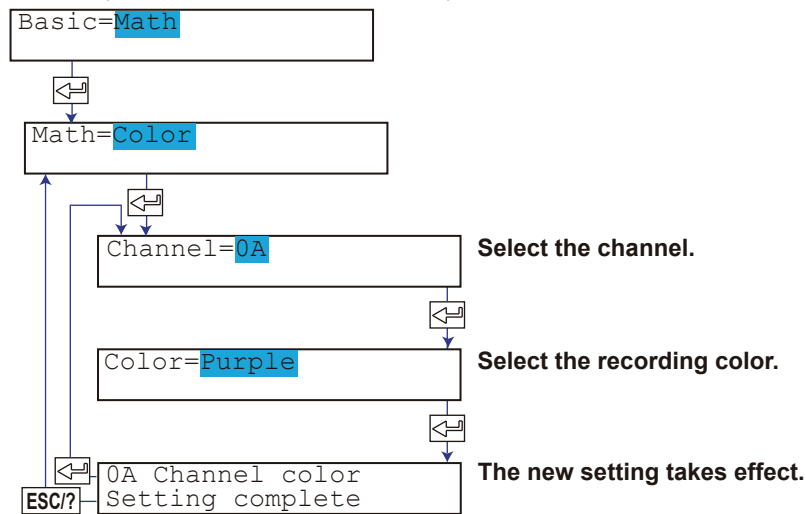 Basic=Math
Math=Color
Channel=0A
Select the channel.
Color=Purple
Select the recording color.
0A Channel color
Setting complete
The new setting takes effect.
ESC/?